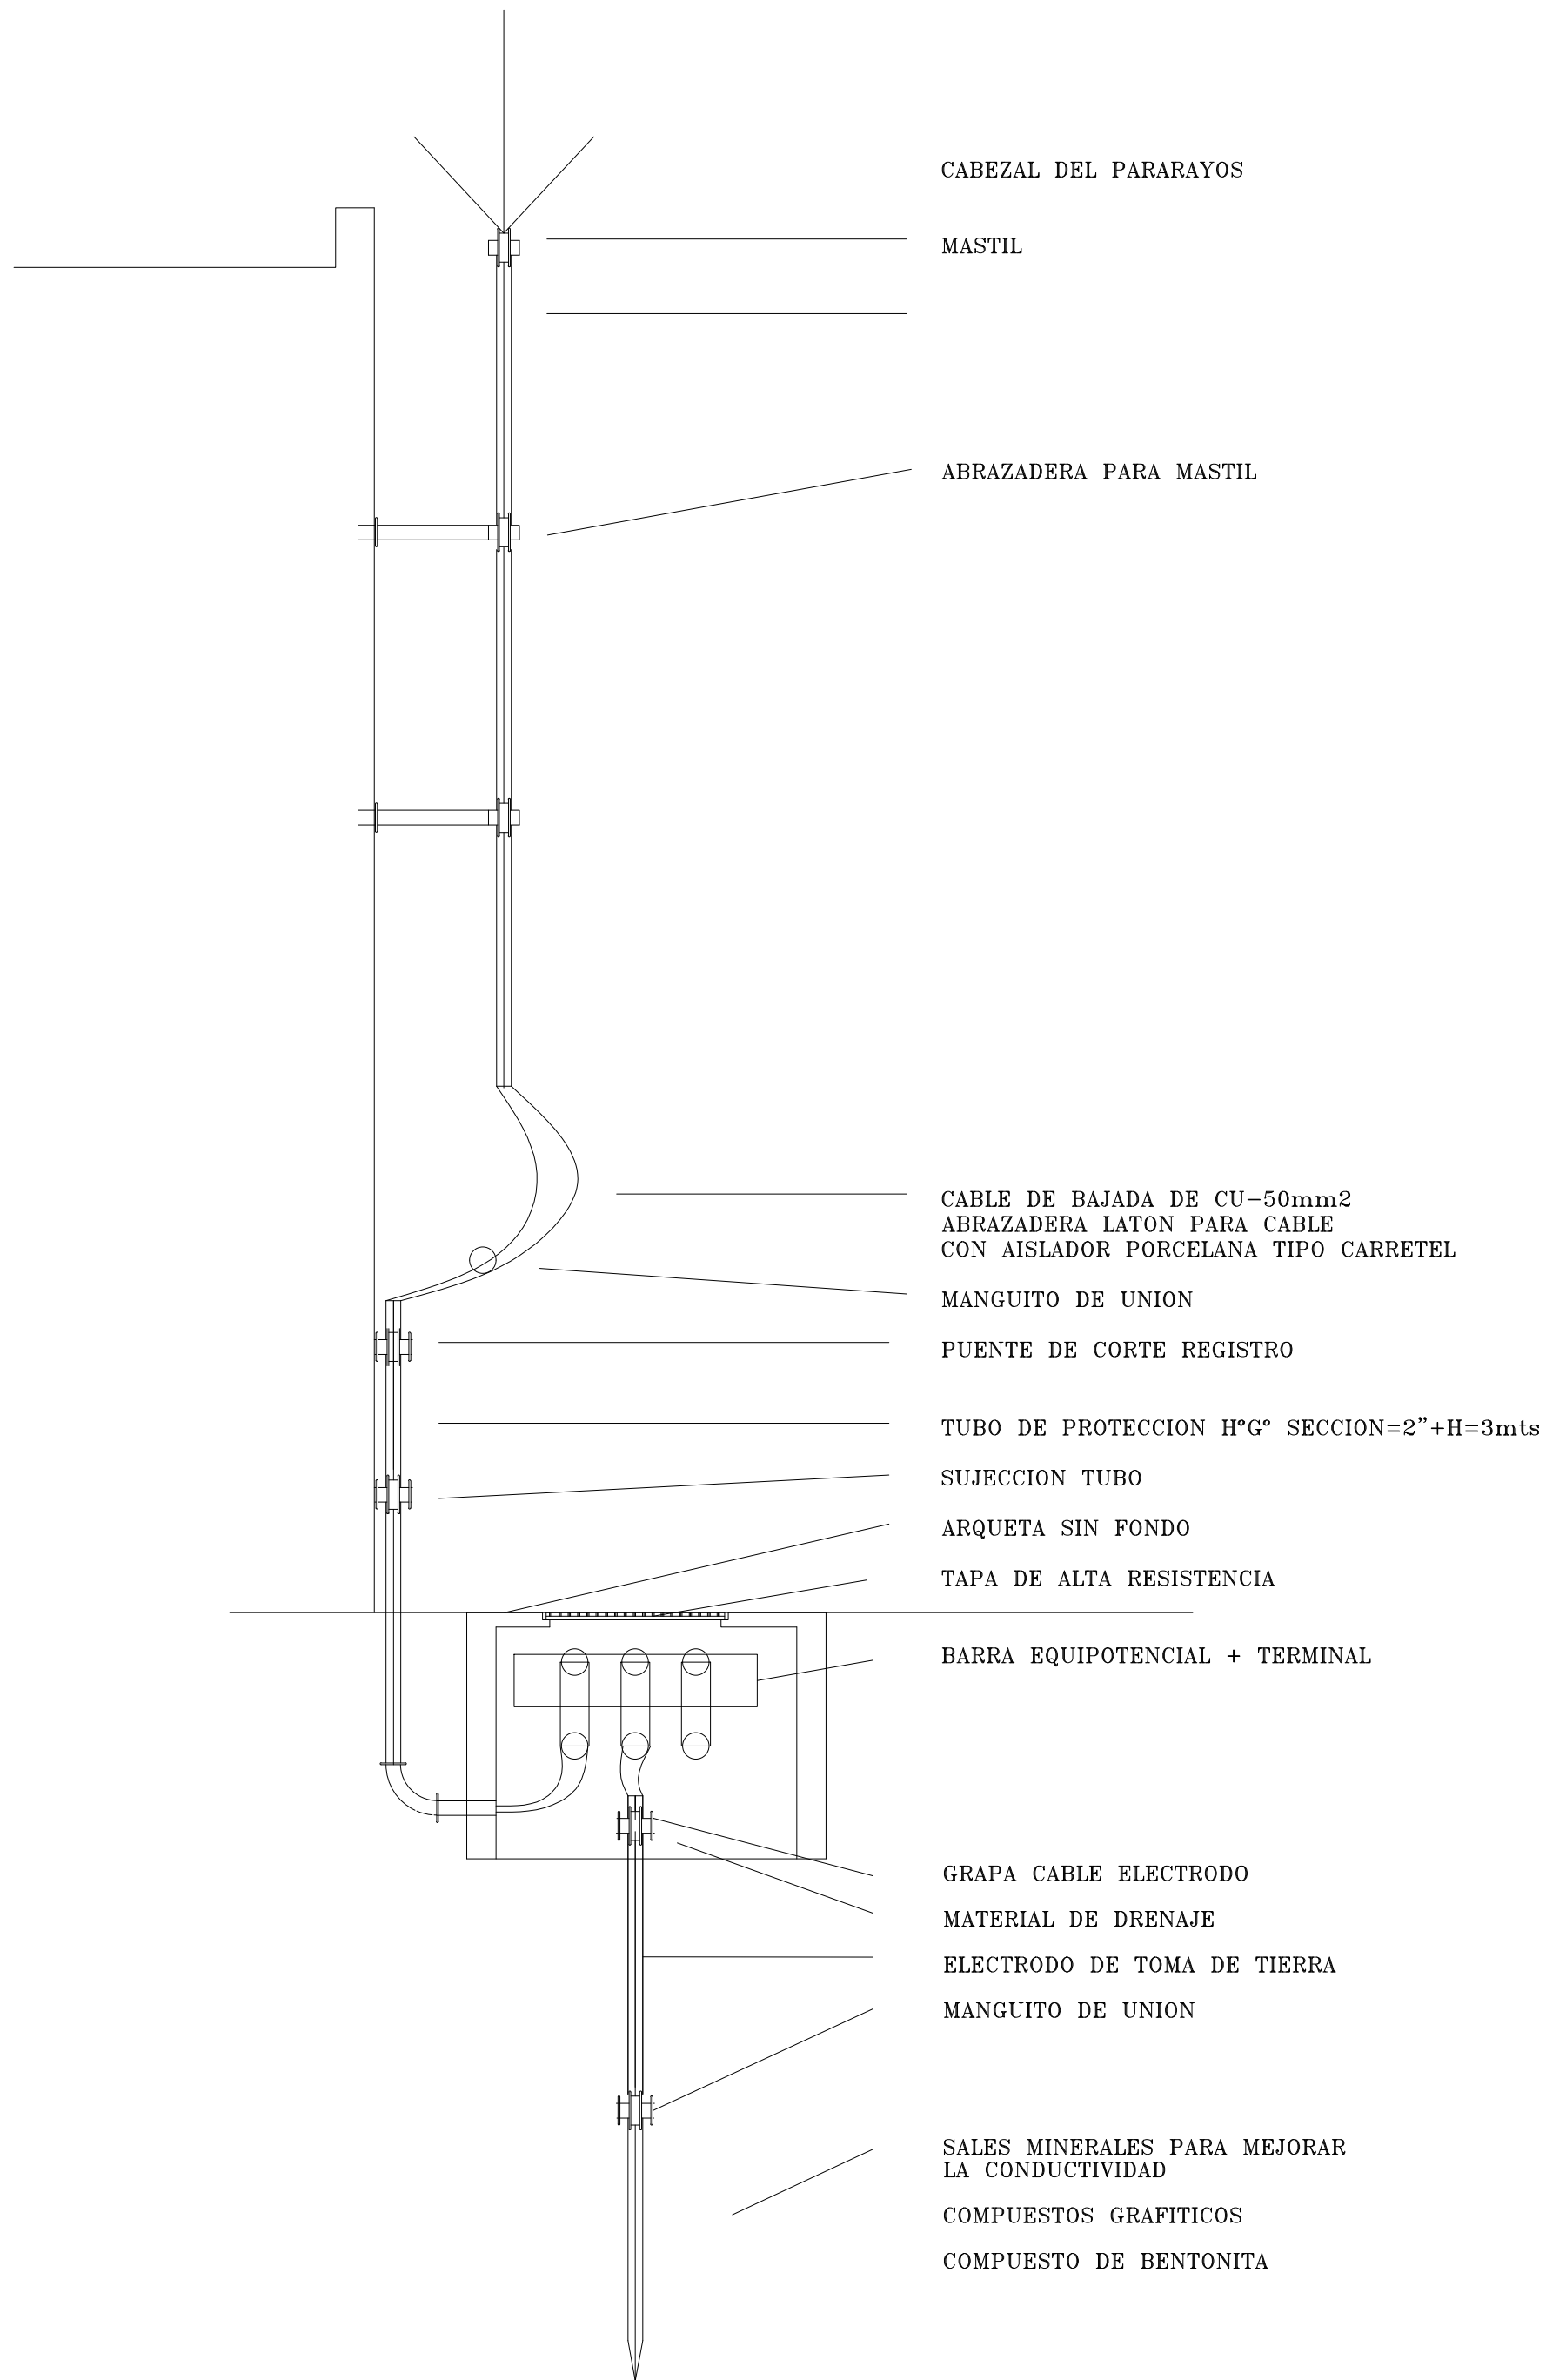 CABEZAL DEL PARARAYOS
MASTIL
ABRAZADERA PARA MASTIL
CABLE DE BAJADA DE CU-50mm2
ABRAZADERA LATON PARA CABLE
CON AISLADOR PORCELANA TIPO CARRETEL
MANGUITO DE UNION
PUENTE DE CORTE REGISTRO
TUBO DE PROTECCION H°G° SECCION=2"+H=3mts
SUJECCION TUBO
ARQUETA SIN FONDO
TAPA DE ALTA RESISTENCIA
BARRA EQUIPOTENCIAL + TERMINAL
GRAPA CABLE ELECTRODO
MATERIAL DE DRENAJE
ELECTRODO DE TOMA DE TIERRA
MANGUITO DE UNION
SALES MINERALES PARA MEJORAR
LA CONDUCTIVIDAD
COMPUESTOS GRAFITICOS
COMPUESTO DE BENTONITA